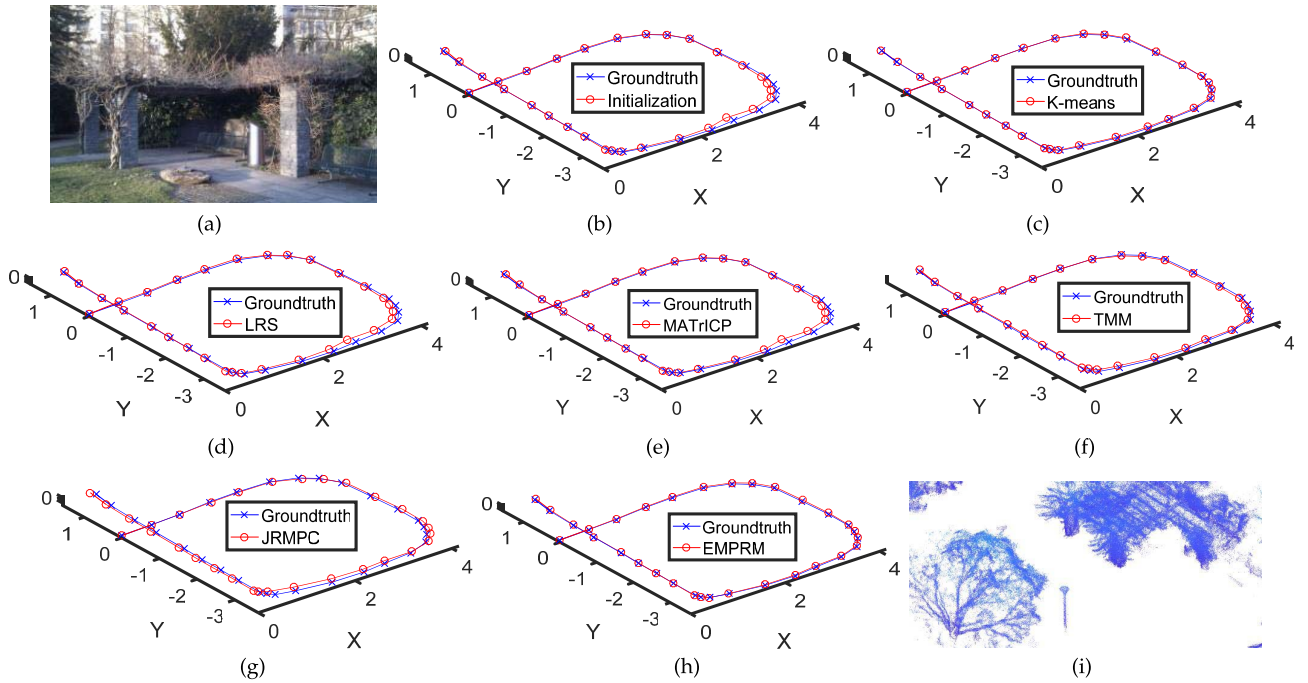 (a)
0
1
0
-1
-2
-3
Y
0
2
4
X
Groundtruth
Initialization
(b)
0
1
0
-1
-2
-3
Y
0
2
4
X
Groundtruth
K-means
(c)
0
1
0
-1
-2
-3
Y
0
2
4
X
Groundtruth
LRS
(d)
0
1
0
-1
-2
-3
Y
0
2
4
X
Groundtruth
MATrICP
(e)
0
1
0
-1
-2
-3
Y
0
2
4
X
Groundtruth
TMM
(f)
0
1
0
-1
-2
-3
Y
0
2
4
X
Groundtruth
JRMPC
(g)
0
1
0
-1
-2
-3
Y
0
2
4
X
Groundtruth
EMPRM
(h)
(i)